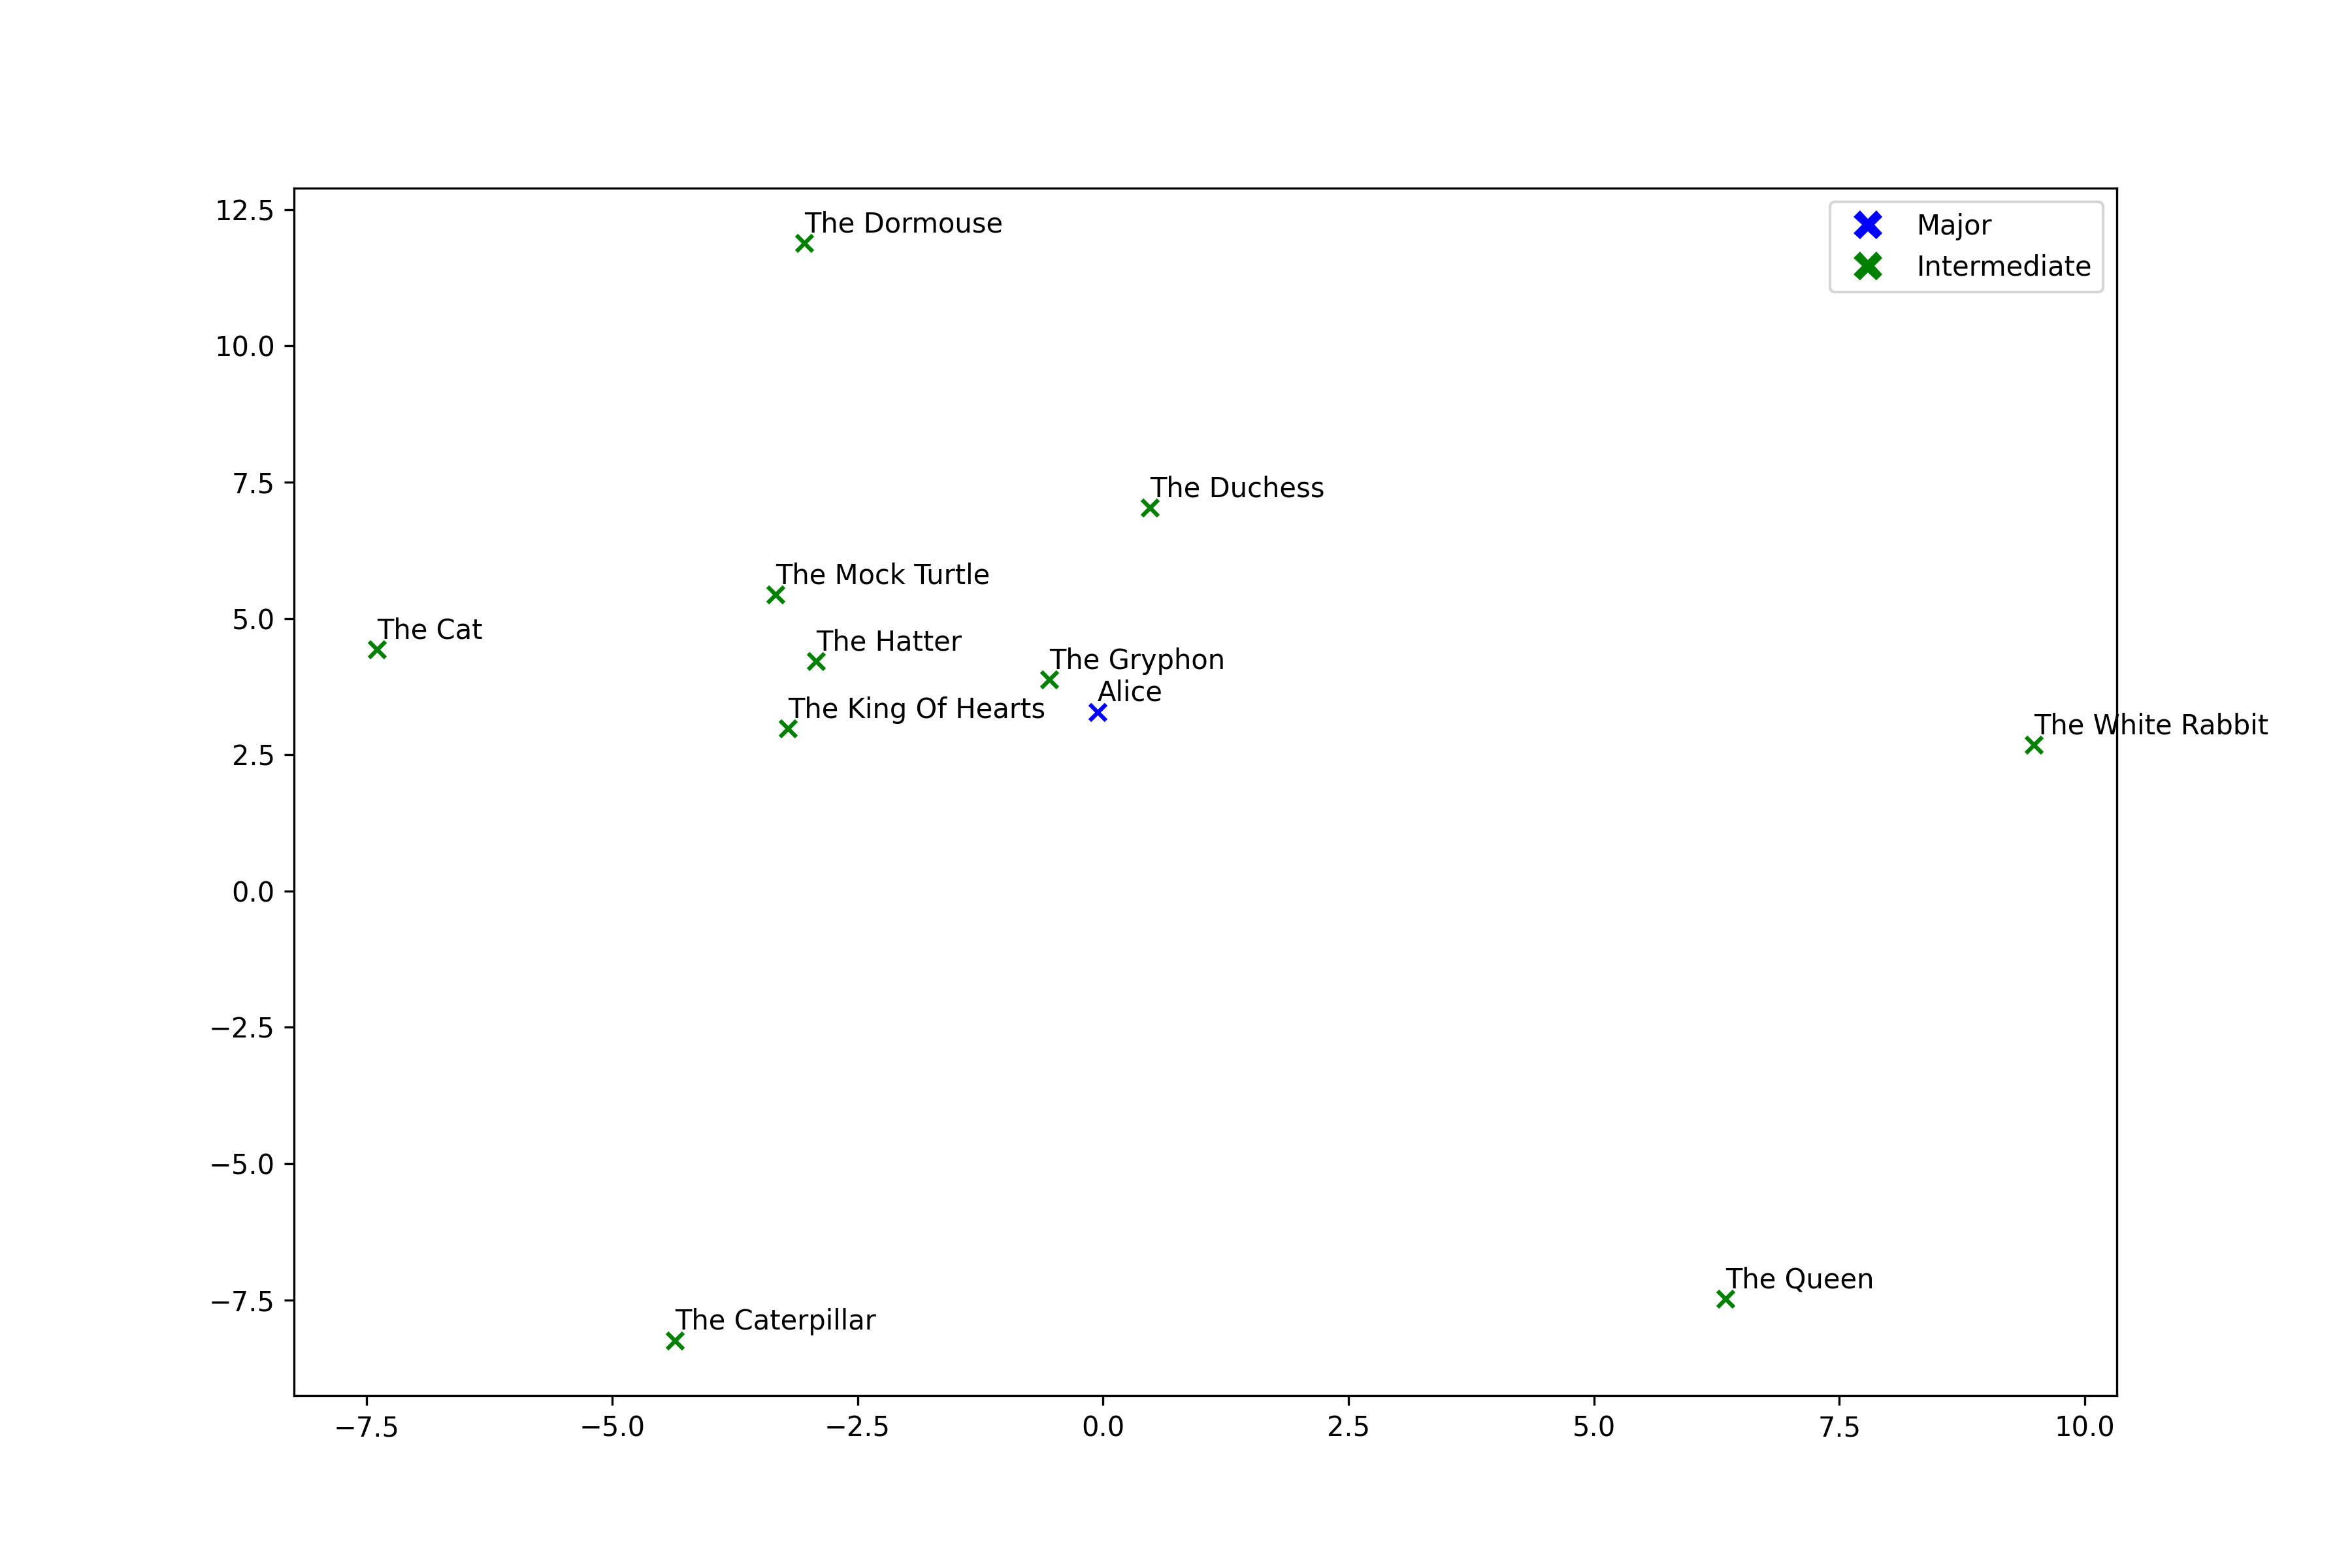 12.5
10.0
7.5
5.0
2.5
0.0
−2.5
−5.0
−7.5
−7.5
−5.0
−2.5
0.0
2.5
5.0
7.5
10.0
Major
Intermediate
The Dormouse
The Duchess
The Mock Turtle
The Cat
The Hatter
The Gryphon
Alice
The King Of Hearts
The White Rabbit
The Queen
The Caterpillar